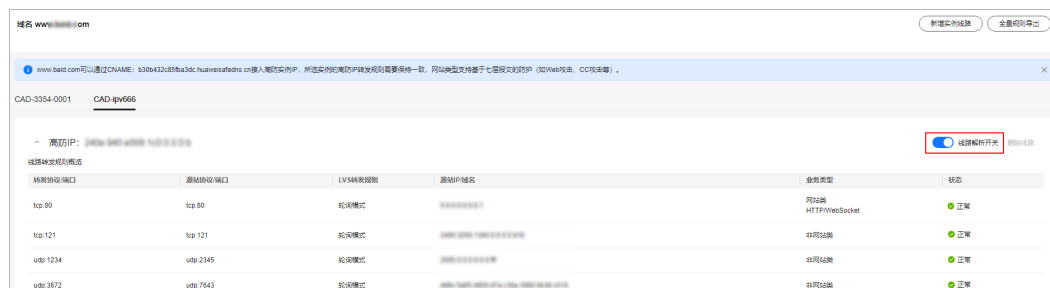 域名 ww om
新增实例线路
全量规则导出
www.baid.com可以通过CNAME：b30b432c85fba3dc.huaweisafedns.cn接入高防实例IP，所选实例的高防IP转发规则需要保持一致，网站类型支持基于七层报文的防护（如Web攻击、CC攻击等）。
CAD-3354-0001 CAD-ipv666
高防IP：
线路解析开关 删除线路
线路转发规则概览
转发协议/端口 源站协议/端口 LVS转发规则 源站IP/域名 业务类型 状态
tcp:80 tcp:80 轮询模式 网站类 HTTP/WebSocket 正常
tcp:121 tcp:121 轮询模式 非网站类 正常
udp:1234 udp:2345 轮询模式 非网站类 正常
udp:3672 udp:7643 轮询模式 非网站类 正常